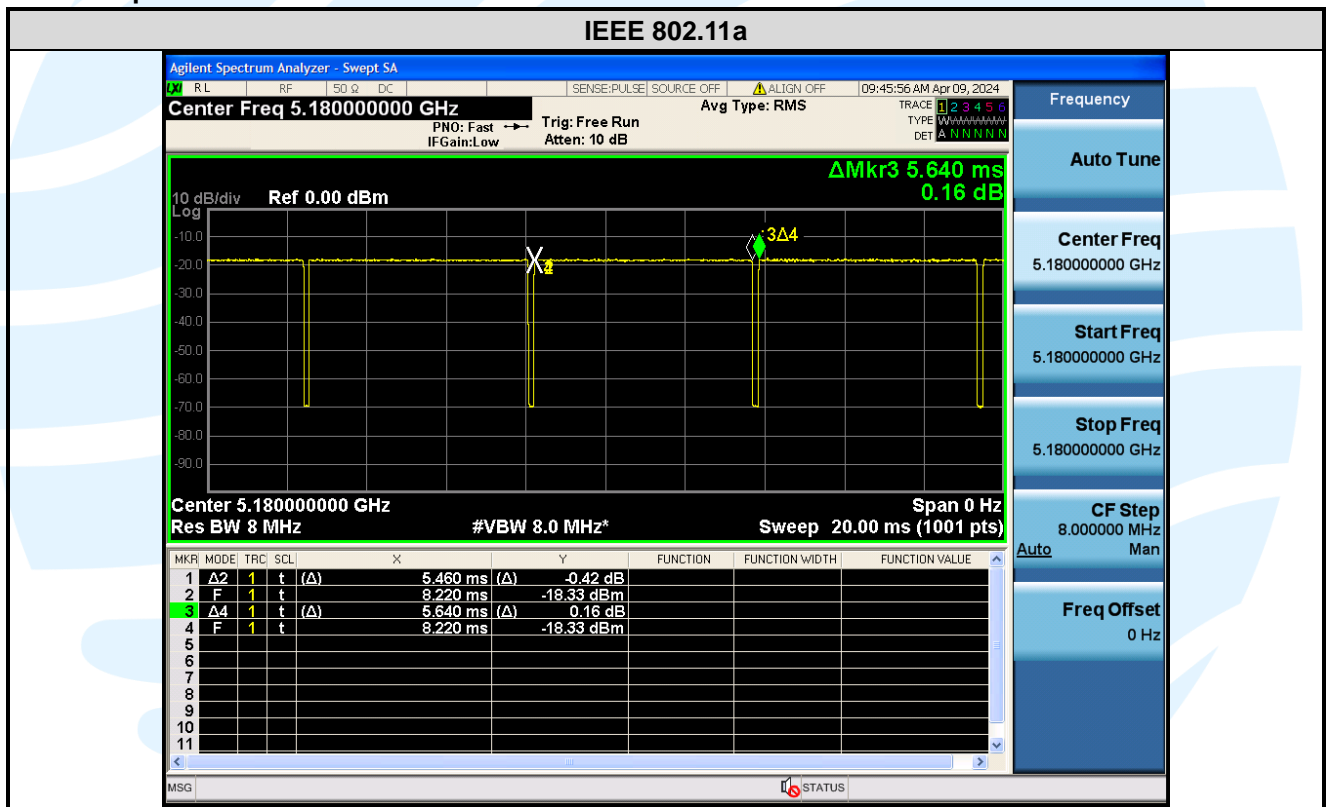 IEEE 802.11a
Agilent Spectrum Analyzer - Swept SA
LXI RL RF 50 Ω DC SENSE:PULSE SOURCE OFF ALIGN OFF 09:45:56 AM Apr 09, 2024
Center Freq 5.180000000 GHz Avg Type: RMS TRACE 1 2 3 4 5 6
PNO: Fast Trig: Free Run TYPE
IFGain:Low Atten: 10 dB DET A N N N N N
Frequency
ΔMkr3 5.640 ms
10 dB/div Ref 0.00 dBm 0.16 dB
Log
-10.0
-20.0
-30.0
-40.0
-50.0
-60.0
-70.0
-80.0
-90.0
3Δ4
Center 5.180000000 GHz Span 0 Hz
Res BW 8 MHz #VBW 8.0 MHz* Sweep 20.00 ms (1001 pts)
MKR MODE TRC SCL X Y FUNCTION FUNCTION WIDTH FUNCTION VALUE
1 Δ2 1 t (Δ) 5.460 ms (Δ) -0.42 dB
2 F 1 t 8.220 ms -18.33 dBm
3 Δ4 1 t (Δ) 5.640 ms (Δ) 0.16 dB
4 F 1 t 8.220 ms -18.33 dBm
5
6
7
8
9
10
11
MSG STATUS
Auto Tune
Center Freq
5.180000000 GHz
Start Freq
5.180000000 GHz
Stop Freq
5.180000000 GHz
CF Step
8.000000 MHz
Auto Man
Freq Offset
0 Hz